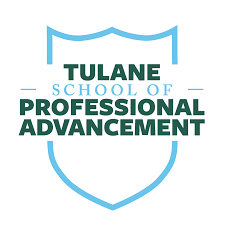 TULANE
SCHOOL OF
PROFESSIONAL
ADVANCEMENT